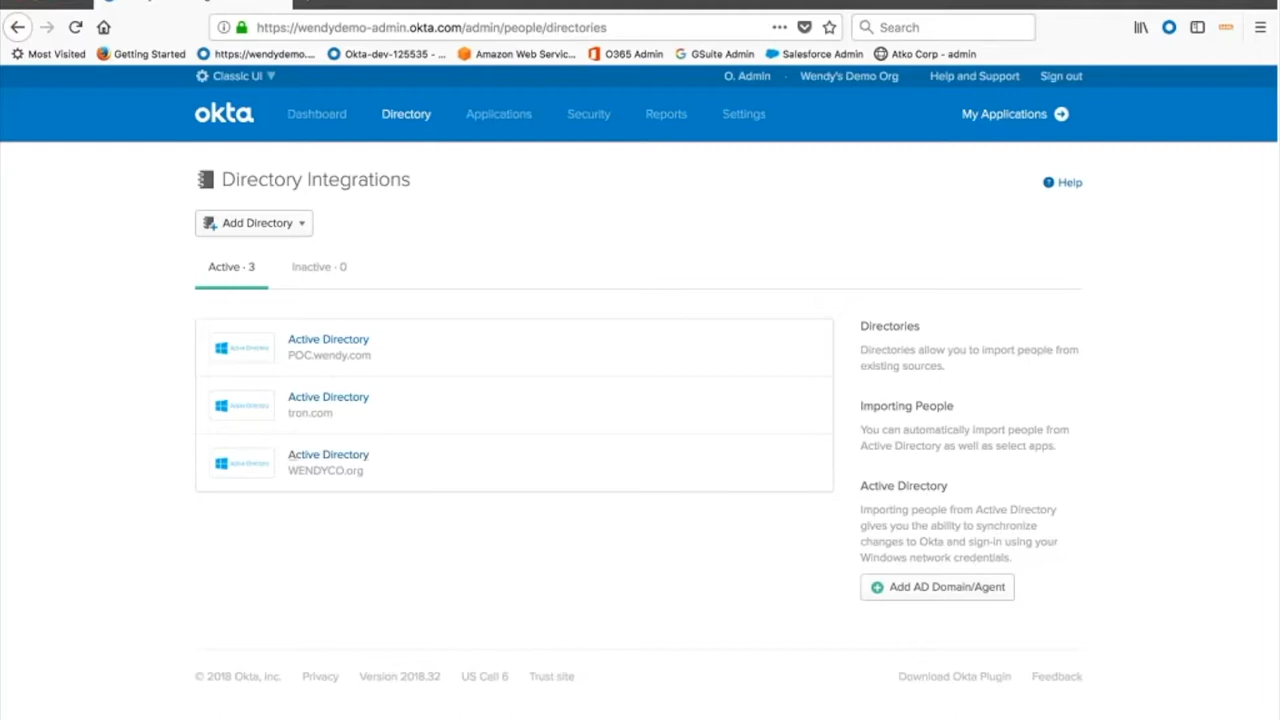 https://wendydemo-admin.okta.com/admin/people/directories
Search
Most Visited
Getting Started
https://wendydemo....
Okta-dev-125535 - ...
Amazon Web Servic...
O365 Admin
GSuite Admin
Salesforce Admin
Atko Corp - admin
Classic UI
O. Admin
Wendy's Demo Org
Help and Support
Sign out
okta
Dashboard
Directory
Applications
Security
Reports
Settings
My Applications
Directory Integrations
Help
Add Directory
Active · 3
Inactive · 0
Active Directory
Active Directory
POC.wendy.com
Active Directory
Active Directory
tron.com
Active Directory
Active Directory
WENDYCO.org
Directories
Directories allow you to import people from
existing sources.
Importing People
You can automatically import people from
Active Directory as well as select apps.
Active Directory
Importing people from Active Directory
gives you the ability to synchronize
changes to Okta and sign-in using your
Windows network credentials.
Add AD Domain/Agent
© 2018 Okta, Inc.
Privacy
Version 2018.32
US Cell 6
Trust site
Download Okta Plugin
Feedback